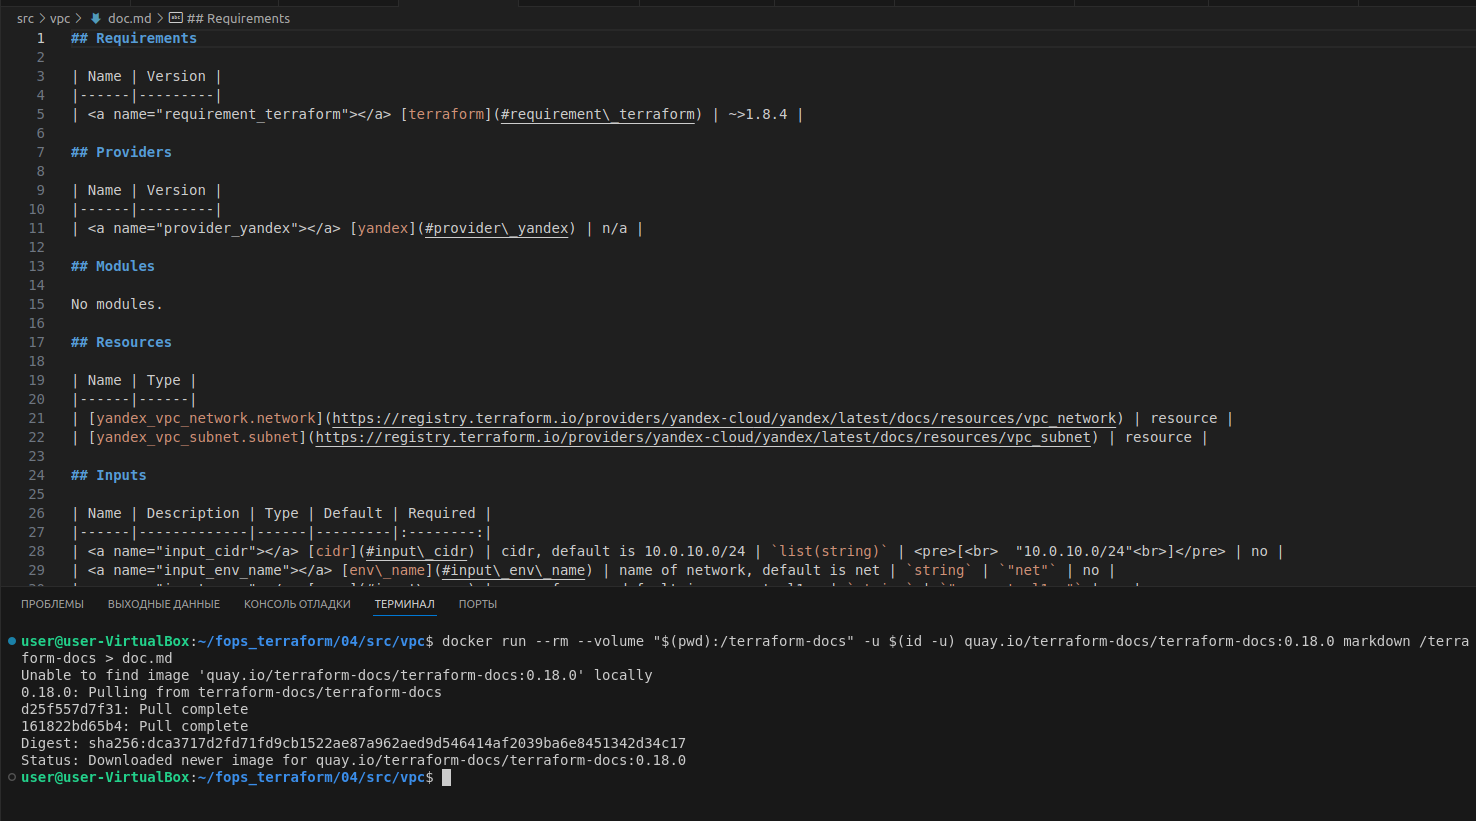 src > vpc > doc.md > ## Requirements
1 ## Requirements
2
3 | Name | Version |
4 |------|---------|
5 | <a name="requirement_terraform"></a> [terraform](#requirement\_terraform) | ~>1.8.4 |
6
7 ## Providers
8
9 | Name | Version |
10 |------|---------|
11 | <a name="provider_yandex"></a> [yandex](#provider\_yandex) | n/a |
12
13 ## Modules
14
15 No modules.
16
17 ## Resources
18
19 | Name | Type |
20 |------|------|
21 | [yandex_vpc_network.network](https://registry.terraform.io/providers/yandex-cloud/yandex/latest/docs/resources/vpc_network) | resource |
22 | [yandex_vpc_subnet.subnet](https://registry.terraform.io/providers/yandex-cloud/yandex/latest/docs/resources/vpc_subnet) | resource |
23
24 ## Inputs
25
26 | Name | Description | Type | Default | Required |
27 |------|-------------|------|---------|:--------:|
28 | <a name="input_cidr"></a> [cidr](#input\_cidr) | cidr, default is 10.0.10.0/24 | `list(string)` | <pre>[<br>  "10.0.10.0/24"<br>]</pre> | no |
29 | <a name="input_env_name"></a> [env\_name](#input\_env\_name) | name of network, default is net | `string` | `"net"` | no |
ПРОБЛЕМЫ ВЫХОДНЫЕ ДАННЫЕ КОНСОЛЬ ОТЛАДКИ ТЕРМИНАЛ ПОРТЫ
user@user-VirtualBox:~/fops_terraform/04/src/vpc$ docker run --rm --volume "$(pwd):/terraform-docs" -u $(id -u) quay.io/terraform-docs/terraform-docs:0.18.0 markdown /terra
form-docs > doc.md
Unable to find image 'quay.io/terraform-docs/terraform-docs:0.18.0' locally
0.18.0: Pulling from terraform-docs/terraform-docs
d25f557d7f31: Pull complete
161822bd65b4: Pull complete
Digest: sha256:dca3717d2fd71fd9cb1522ae87a962aed9d546414af2039ba6e8451342d34c17
Status: Downloaded newer image for quay.io/terraform-docs/terraform-docs:0.18.0
user@user-VirtualBox:~/fops_terraform/04/src/vpc$